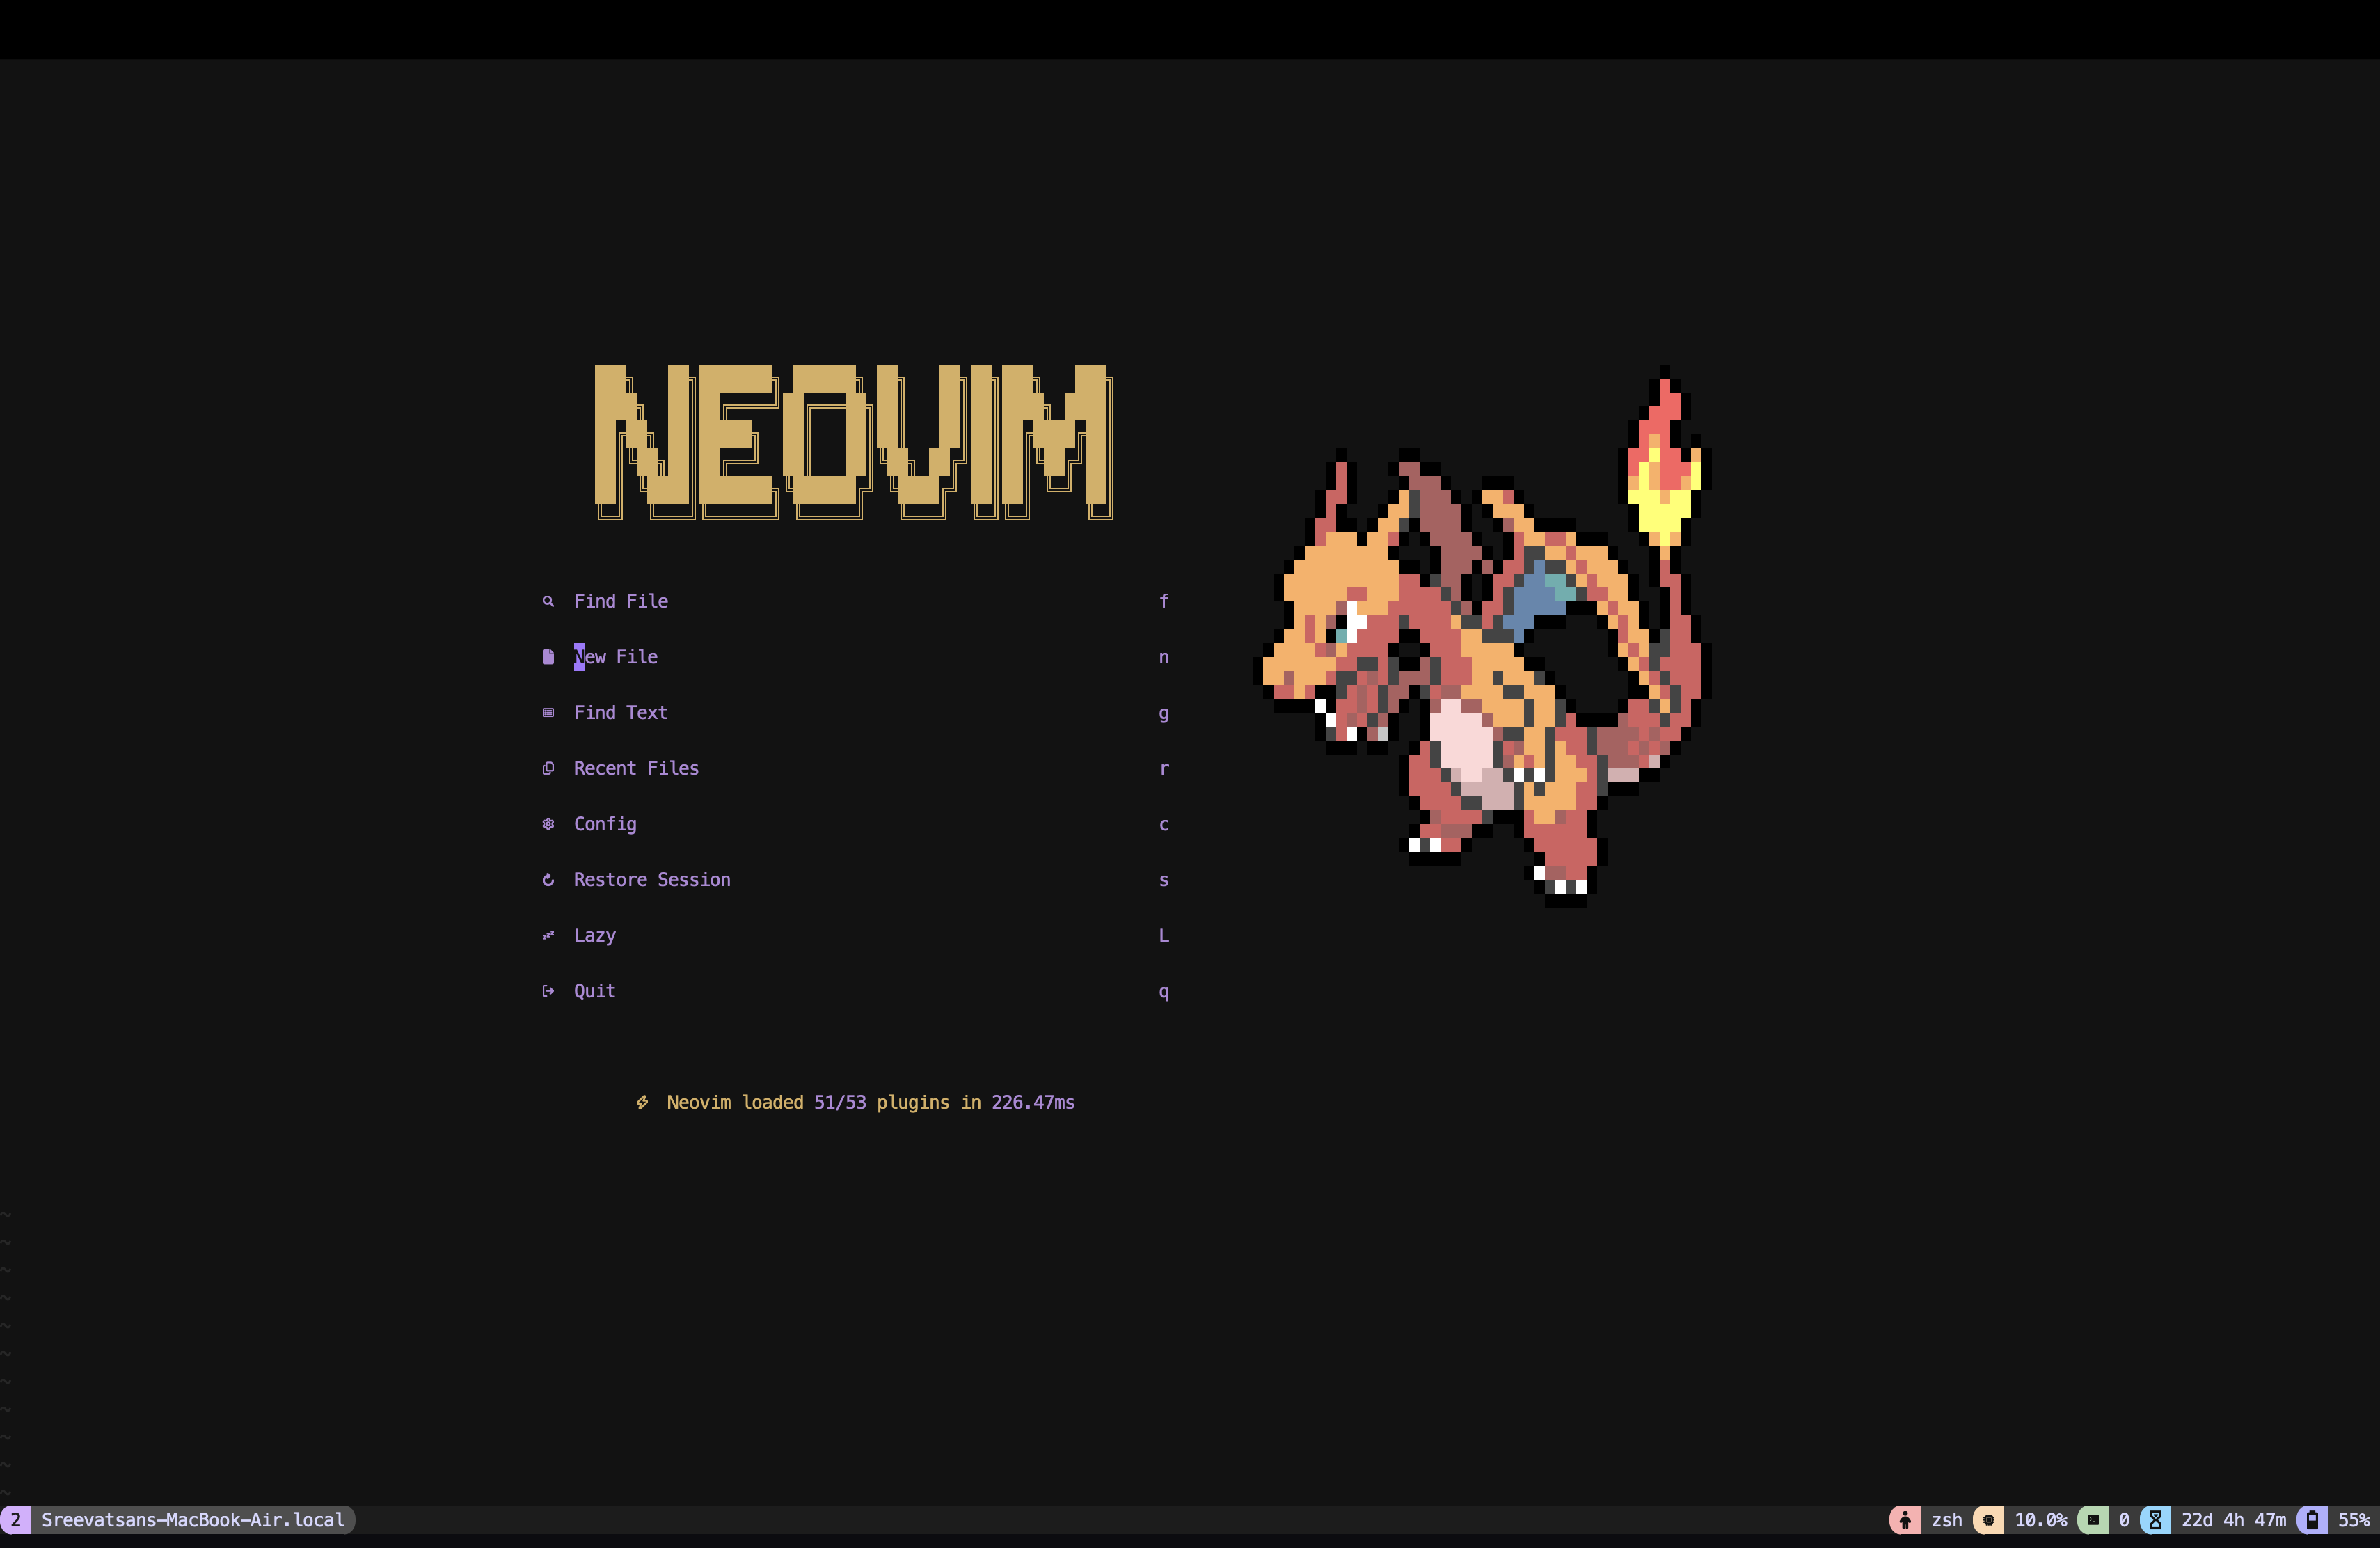 NEOVIM
Find File f
New File n
Find Text g
Recent Files r
Config c
Restore Session s
Lazy L
Quit q
Neovim loaded 51/53 plugins in 226.47ms
~
~
~
~
~
~
~
~
~
~
~
2 Sreevatsans-MacBook-Air.local zsh 10.0% 0 22d 4h 47m 55%